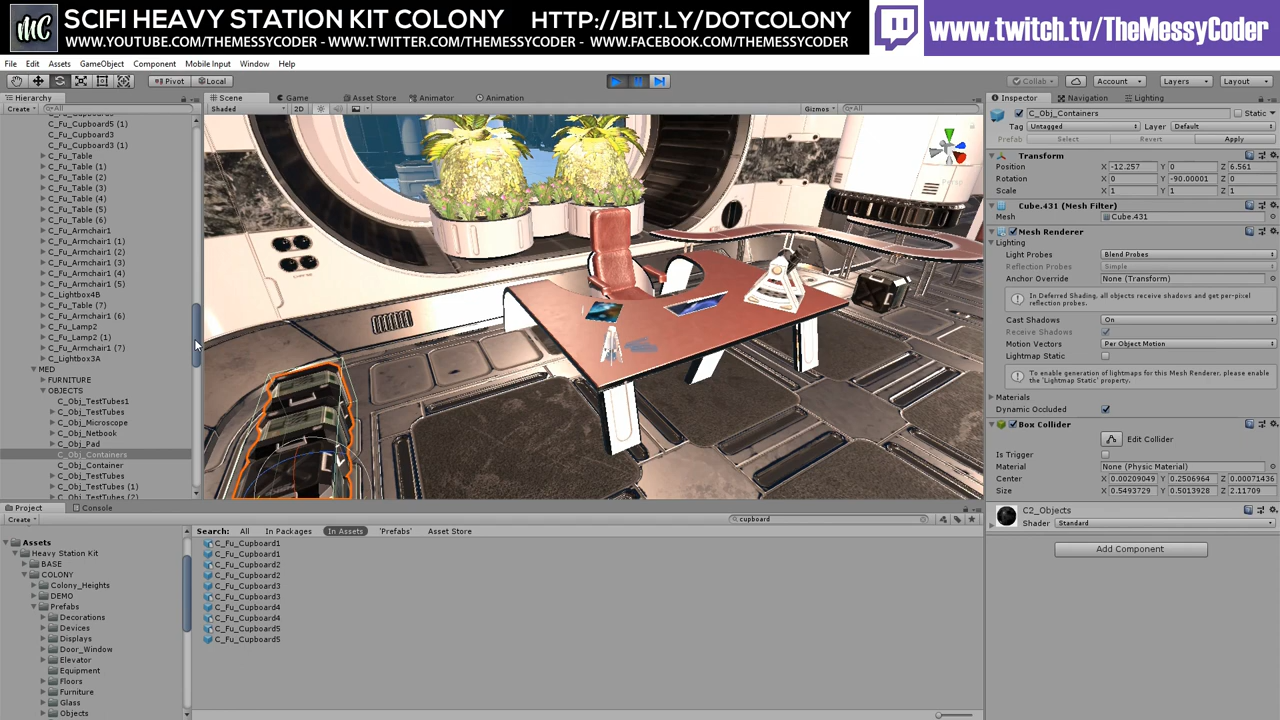 MC
SCIFI HEAVY STATION KIT COLONY HTTP://BIT.LY/DOTCOLONY
WWW.YOUTUBE.COM/THEMESSYCODER - WWW.TWITTER.COM/THEMESSYCODER - WWW.FACEBOOK.COM/THEMESSYCODER
www.twitch.tv/TheMessyCoder
File Edit Assets GameObject Component Mobile Input Window Help
Pivot Local Collab Account Layers Layout
Hierarchy
Create All
C_Fu_Cupboard5 (1)
C_Fu_Cupboard3
C_Fu_Cupboard3 (1)
C_Fu_Table
C_Fu_Table (1)
C_Fu_Table (2)
C_Fu_Table (3)
C_Fu_Table (4)
C_Fu_Table (5)
C_Fu_Table (6)
C_Fu_Armchair1
C_Fu_Armchair1 (1)
C_Fu_Armchair1 (2)
C_Fu_Armchair1 (3)
C_Fu_Armchair1 (4)
C_Fu_Armchair1 (5)
C_Lightbox4B
C_Fu_Table (7)
C_Fu_Armchair1 (6)
C_Fu_Lamp2
C_Fu_Lamp2 (1)
C_Fu_Armchair1 (7)
C_Lightbox3A
MED
FURNITURE
OBJECTS
C_Obj_TestTubes1
C_Obj_TestTubes
C_Obj_Microscope
C_Obj_Netbook
C_Obj_Pad
C_Obj_Containers
C_Obj_Container
C_Obj_TestTubes
C_Obj_TestTubes (1)
C_Obj_TestTubes (2)
Scene Game Asset Store Animator Animation
Shaded 2D Gizmos All
Inspector Navigation Lighting
C_Obj_Containers Static
Tag Untagged Layer Default
Prefab Select Revert Apply
Transform
Position X -12.257 Y 0 Z 6.561
Rotation X 0 Y -90.00001 Z 0
Scale X 1 Y 1 Z 1
Cube.431 (Mesh Filter)
Mesh Cube.431
Mesh Renderer
Lighting
Light Probes Blend Probes
Reflection Probes Simple
Anchor Override None (Transform)
In Deferred Shading, all objects receive shadows and get per-pixel
reflection probes.
Cast Shadows On
Receive Shadows
Motion Vectors Per Object Motion
Lightmap Static
To enable generation of lightmaps for this Mesh Renderer, please enable
the 'Lightmap Static' property.
Materials
Dynamic Occluded
Box Collider
Edit Collider
Is Trigger
Material None (Physic Material)
Center X 0.00209049 Y 0.2506964 Z 0.00071436
Size X 0.5493729 Y 0.5013928 Z 2.11709
C2_Objects
Shader Standard
Add Component
Project Console
Create cupboard
Search: All In Packages In Assets 'Prefabs' Asset Store
Assets
Heavy Station Kit
BASE
COLONY
Colony_Heights
DEMO
Prefabs
Decorations
Devices
Displays
Door_Window
Elevator
Equipment
Floors
Furniture
Glass
Objects
C_Fu_Cupboard1
C_Fu_Cupboard1
C_Fu_Cupboard2
C_Fu_Cupboard2
C_Fu_Cupboard3
C_Fu_Cupboard3
C_Fu_Cupboard4
C_Fu_Cupboard4
C_Fu_Cupboard5
C_Fu_Cupboard5